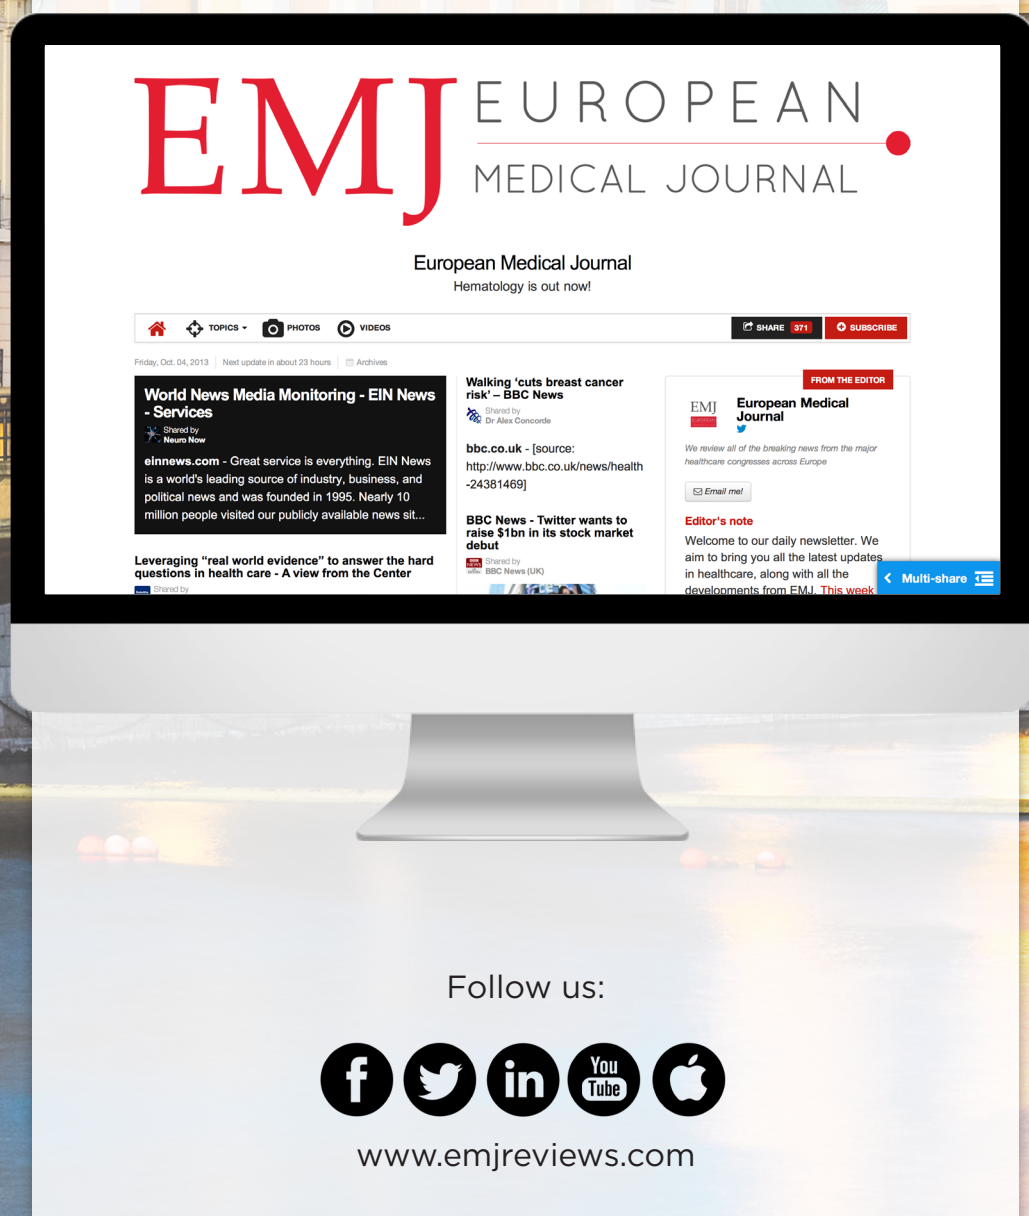 EMJ EUROPEAN
MEDICAL JOURNAL
European Medical Journal
Hematology is out now!
TOPICS
PHOTOS
VIDEOS
SHARE 371
SUBSCRIBE
Friday, Oct. 04, 2013
Next update in about 23 hours
Archives
World News Media Monitoring - EIN News
- Services
Shared by
Neuro Now
einnews.com - Great service is everything. EIN News
is a world's leading source of industry, business, and
political news and was founded in 1995. Nearly 10
million people visited our publicly available news sit...
Leveraging “real world evidence” to answer the hard
questions in health care - A view from the Center
Shared by
Walking ‘cuts breast cancer
risk’ – BBC News
Shared by
Dr Alex Concorde
bbc.co.uk - [source:
http://www.bbc.co.uk/news/health
-24381469]
BBC News - Twitter wants to
raise $1bn in its stock market
debut
Shared by
BBC News (UK)
FROM THE EDITOR
EMJ
European Medical
Journal
We review all of the breaking news from the major
healthcare congresses across Europe
Email me!
Editor's note
Welcome to our daily newsletter. We
aim to bring you all the latest updates
in healthcare, along with all the
developments from EMJ. This week
Multi-share
Follow us:
f
in
You
Tube
www.emjreviews.com